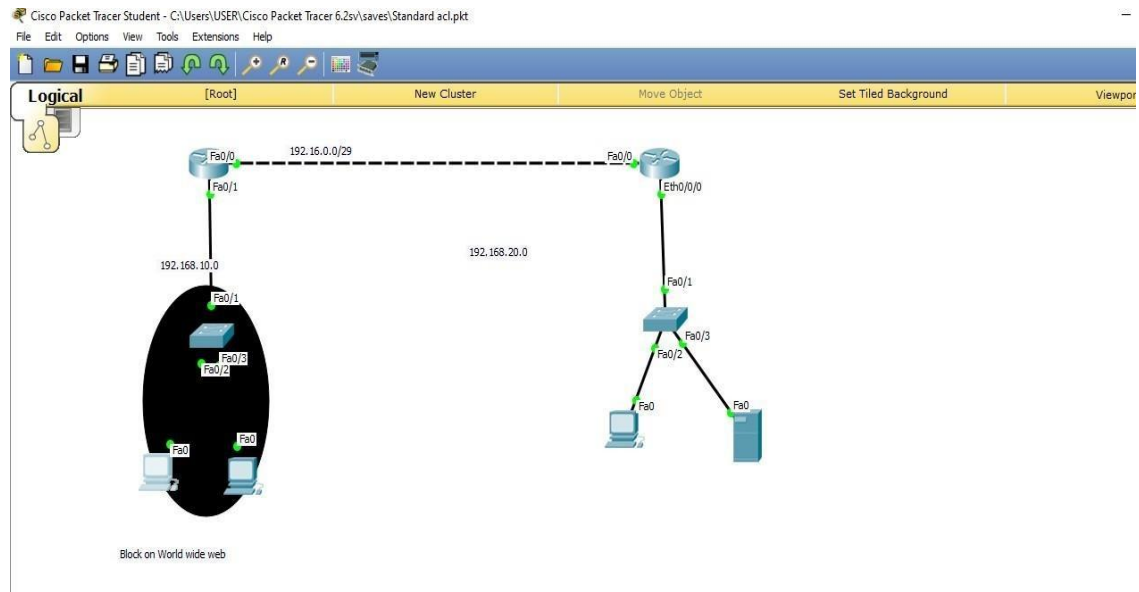 Cisco Packet Tracer Student - C:\Users\USER\Cisco Packet Tracer 6.2sv\saves\Standard acl.pkt
File Edit Options View Tools Extensions Help
Logical [Root] New Cluster Move Object Set Tiled Background Viewpor
Fa0/0 192.16.0.0/29 Fa0/0
Fa0/1 Eth0/0/0
192.168.20.0
192.168.10.0
Fa0/1 Fa0/1
Fa0/3 Fa0/3
Fa0/2 Fa0/2
Fa0 Fa0
Fa0 Fa0
Block on World wide web